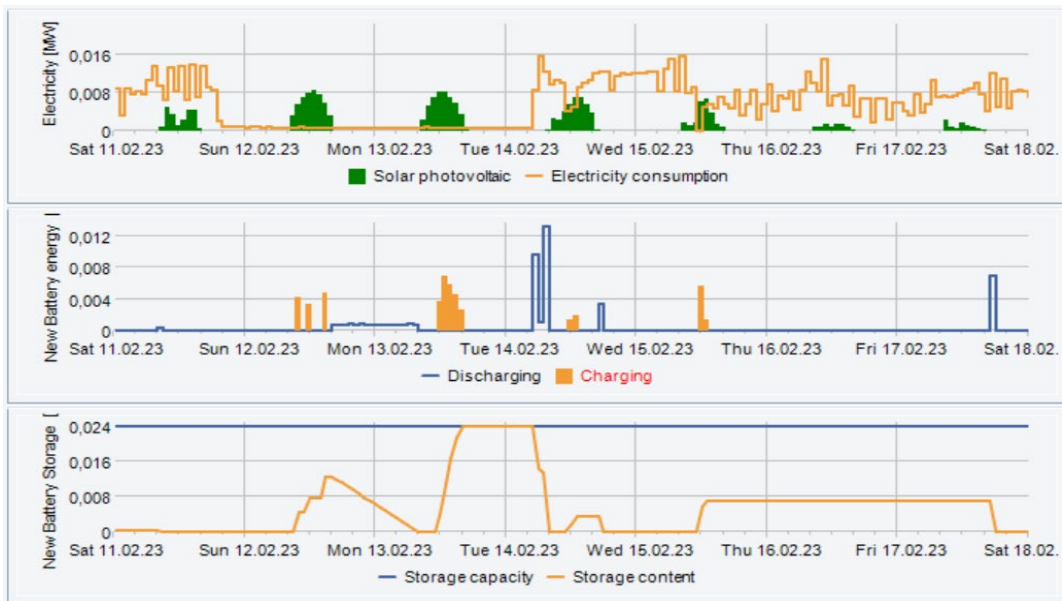 Electricity [MW]
0,016
0,008
0
Sat 11.02.23 Sun 12.02.23 Mon 13.02.23 Tue 14.02.23 Wed 15.02.23 Thu 16.02.23 Fri 17.02.23 Sat 18.02.
Solar photovoltaic Electricity consumption
New Battery energy [
0,012
0,008
0,004
0
Sat 11.02.23 Sun 12.02.23 Mon 13.02.23 Tue 14.02.23 Wed 15.02.23 Thu 16.02.23 Fri 17.02.23 Sat 18.02.
Discharging Charging
New Battery Storage [
0,024
0,016
0,008
0
Sat 11.02.23 Sun 12.02.23 Mon 13.02.23 Tue 14.02.23 Wed 15.02.23 Thu 16.02.23 Fri 17.02.23 Sat 18.02.
Storage capacity Storage content